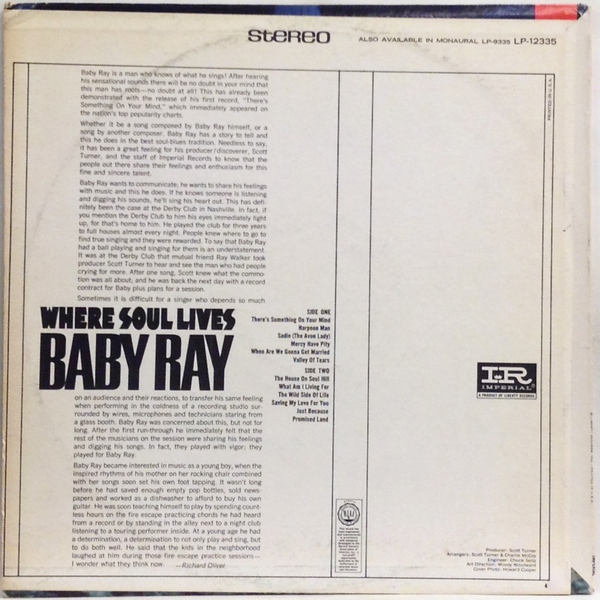 STEREO
ALSO AVAILABLE IN MONAURAL LP-9335 LP-12335
PRINTED IN U.S.A.
Baby Ray is a man who knows of what he sings! After hearing
his sensational sounds there will be no doubt in your mind that
this man has roots—no doubt at all! This has already been
demonstrated with the release of his first record, "There's
Something On Your Mind," which immediately appeared on
the nation's top popularity charts.
Whether it be a song composed by Baby Ray himself, or a
song by another composer, Baby Ray has a story to tell and
this he does in the best soul-blues tradition. Needless to say,
it has been a great feeling for his producer/discoverer, Scott
Turner, and the staff of Imperial Records to know that the
people out there share their feelings and enthusiasm for this
fine and sincere talent.
Baby Ray wants to communicate; he wants to share his feelings
with music and this he does. If he knows someone is listening
and digging his sounds, he'll sing his heart out. This has defi-
nitely been the case at the Derby Club in Nashville. In fact, if
you mention the Derby Club to him his eyes immediately light
up, for that's home to him. He played the club for three years
to full houses almost every night. People knew where to go to
find true singing and they were rewarded. To say that Baby Ray
had a ball playing and singing for them is an understatement.
It was at the Derby Club that mutual friend Ray Walker took
producer Scott Turner to hear and see the man who had people
crying for more. After one song, Scott knew what the commo-
tion was all about; and he was back the next day with a record
contract for Baby plus plans for a session.
Sometimes it is difficult for a singer who depends so much
WHERE SOUL LIVES
BABY RAY
on an audience and their reactions, to transfer his same feeling
when performing in the coldness of a recording studio sur-
rounded by wires, microphones and technicians staring from
a glass booth. Baby Ray was concerned about this, but not for
long. After the first run-through he immediately felt that the
rest of the musicians on the session were sharing his feelings
and digging his songs. In fact, they played with vigor; they
played for Baby Ray.
Baby Ray became interested in music as a young boy, when the
inspired rhythms of his mother on her rocking chair combined
with her songs soon set his own foot tapping. It wasn't long
before he had saved enough empty pop bottles, sold news-
papers and worked as a dishwasher to afford to buy his own
guitar. He was soon teaching himself to play by spending count-
less hours on the fire escape practicing chords he had heard
from a record or by standing in the alley next to a night club
listening to a touring performer inside. At a young age he had
a determination, a determination to not only play and sing, but
to do both well. He said that the kids in the neighborhood
laughed at him during those fire escape practice sessions—
I wonder what they think now. —Richard Oliver
SIDE ONE
There's Something On Your Mind
Harpoon Man
Sadie (The Avon Lady)
Mercy Have Pity
When Are We Gonna Get Married
Valley Of Tears
SIDE TWO
The House On Soul Hill
What Am I Living For
The Wild Side Of Life
Saving My Love For You
Just Because
Promised Land
IR
IMPERIAL
A PRODUCT OF LIBERTY RECORDS
Producer: Scott Turner
Arrangers: Scott Turner & Charlie McCoy
Engineer: Chuck Seitz
Art Direction: Woody Woodward
Cover Photo: Howard Cooper
4